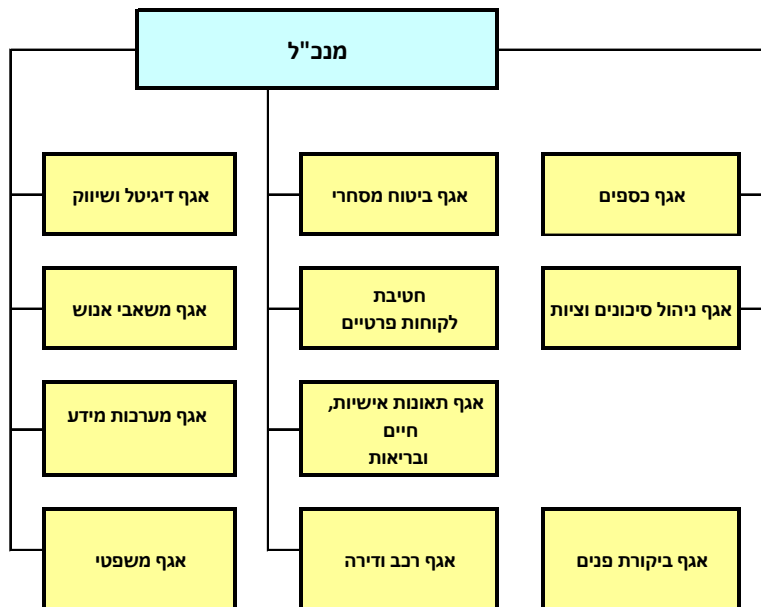 מנכ"ל
אגף כספים
אגף ביטוח מסחרי
אגף דיגיטל ושיווק
אגף ניהול סיכונים וציות
חטיבת
לקוחות פרטיים
אגף משאבי אנוש
אגף תאונות אישיות,
חיים
ובריאות
אגף מערכות מידע
אגף ביקורת פנים
אגף רכב ודירה
אגף משפטי